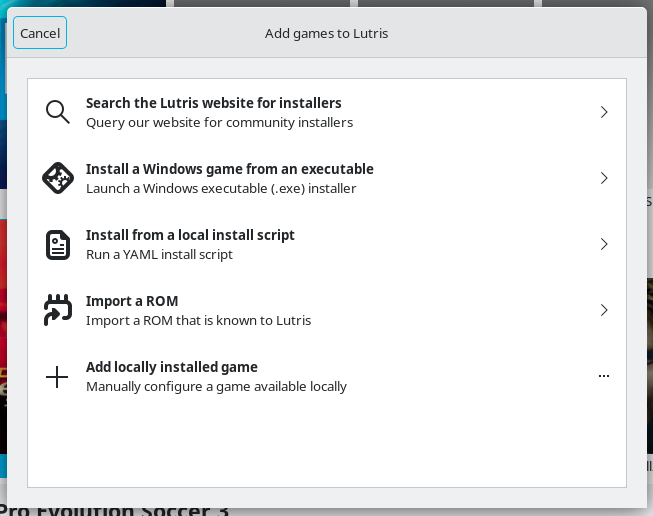 Cancel
Add games to Lutris
Search the Lutris website for installers
Query our website for community installers
Install a Windows game from an executable
Launch a Windows executable (.exe) installer
Install from a local install script
Run a YAML install script
Import a ROM
Import a ROM that is known to Lutris
Add locally installed game
Manually configure a game available locally
Pro Evolution Soccer 3